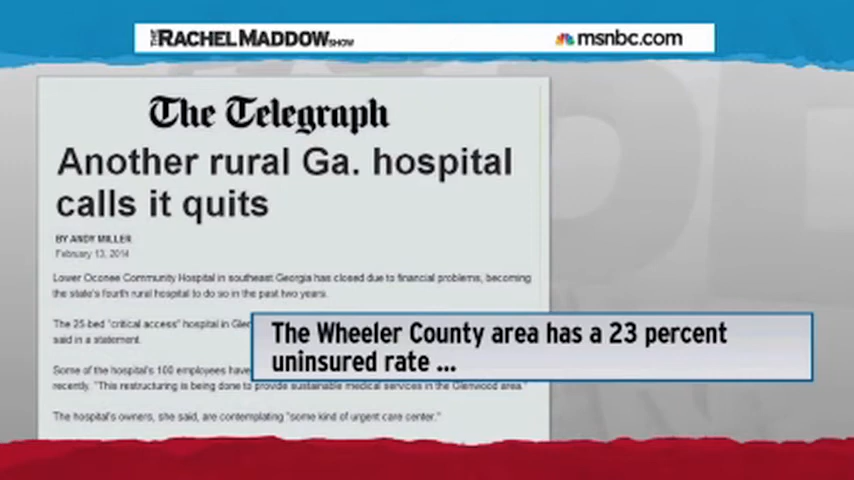 THE RACHEL MADDOW SHOW
msnbc.com
The Telegraph
Another rural Ga. hospital
calls it quits
BY ANDY MILLER
February 13, 2014
Lower Oconee Community Hospital in southeast Georgia has closed due to financial problems, becoming
the state's fourth rural hospital to do so in the past two years.
The 25-bed "critical access" hospital in Glen
said in a statement.
The Wheeler County area has a 23 percent
uninsured rate ...
Some of the hospital's 100 employees have
recently. "This restructuring is being done to provide sustainable medical services in the Glenwood area."
The hospital's owners, she said, are contemplating "some kind of urgent care center."